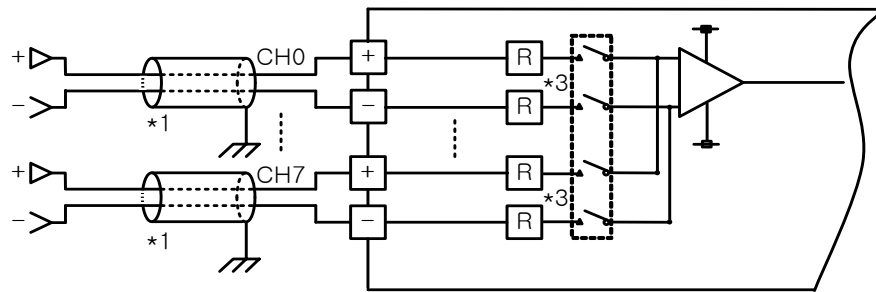 + CH0 + R
*3
− − R
*1
+ CH7 + R
*3
− − R
*1